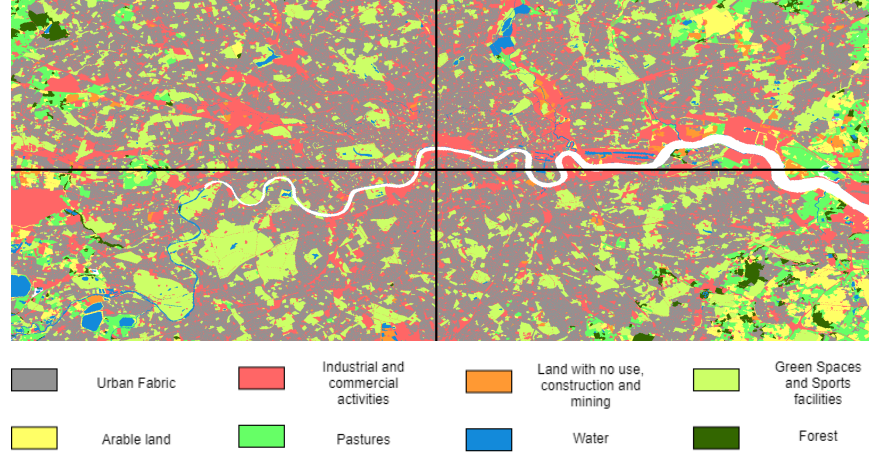 Urban Fabric
Industrial and
commercial
activities
Land with no use,
construction and
mining
Green Spaces
and Sports
facilities
Arable land
Pastures
Water
Forest